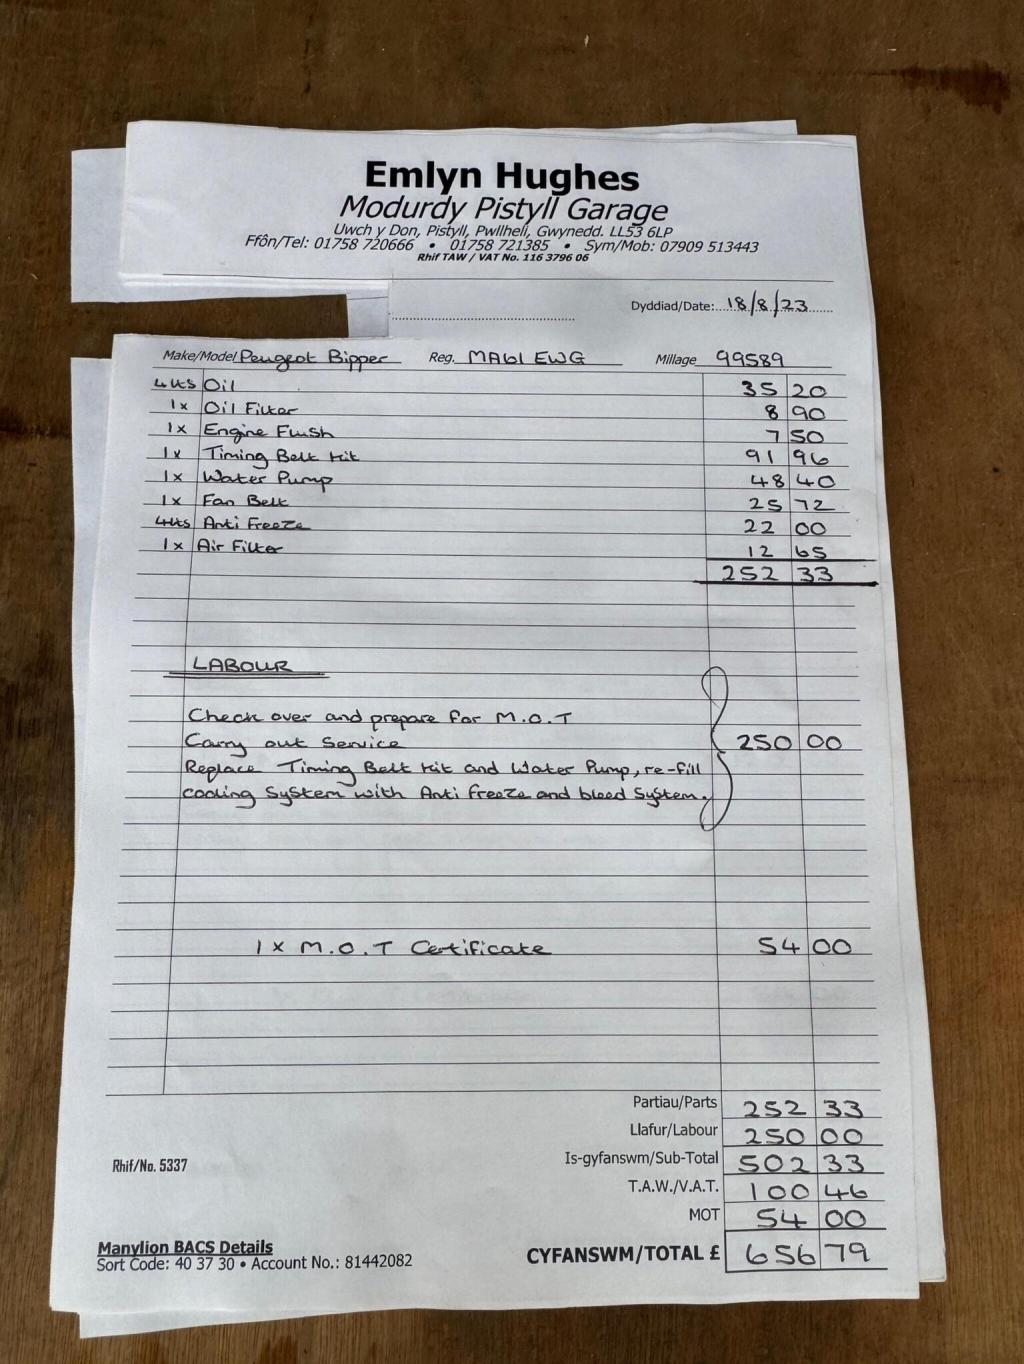 Emlyn Hughes
Modurdy Pistyll Garage
Uwch y Don, Pistyll, Pwllheli, Gwynedd. LL53 6LP
Ffôn/Tel: 01758 720666 • 01758 721385 • Sym/Mob: 07909 513443
Rhif TAW / VAT No. 116 3796 06
Dyddiad/Date: 18/8/23
Make/Model Peugeot Bipper Reg. MA61 EWG Millage 99589
4lts Oil 35 20
1x Oil Filter 8 90
1x Engine Flush 7 50
1x Timing Belt Kit 91 96
1x Water Pump 48 40
1x Fan Belt 25 72
4lts Anti Freeze 22 00
1x Air Filter 12 65
252 33
LABOUR
Check over and prepare for M.O.T
Carry out Service 250 00
Replace Timing Belt Kit and Water Pump, re-fill
cooling System with Anti freeze and bleed System.
1 x M.O.T Certificate 54 00
Partiau/Parts 252 33
Llafur/Labour 250 00
Is-gyfanswm/Sub-Total 502 33
Rhif/No. 5337
T.A.W./V.A.T. 100 46
MOT 54 00
Manylion BACS Details
CYFANSWM/TOTAL £ 656 79
Sort Code: 40 37 30 • Account No.: 81442082